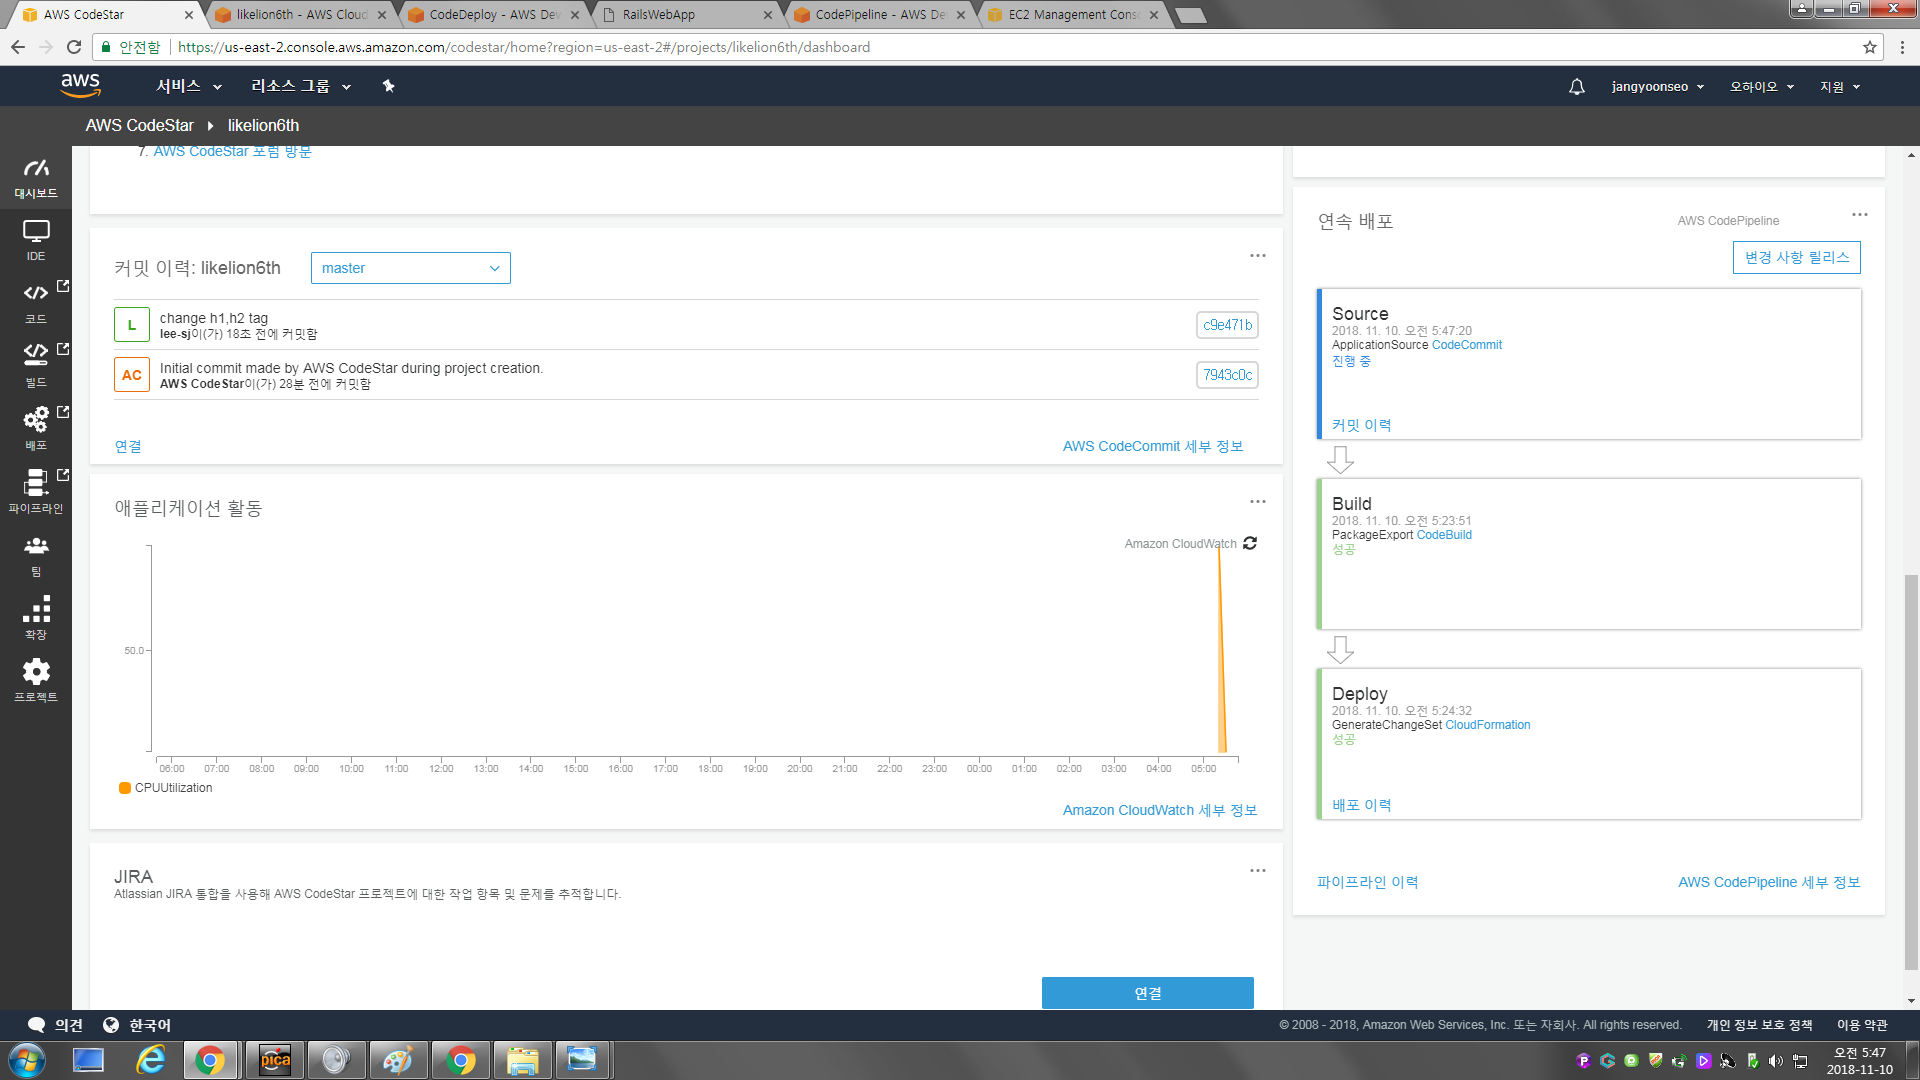 AWS CodeStar
likelion6th - AWS Cloud
CodeDeploy - AWS Dev
RailsWebApp
CodePipeline - AWS De
EC2 Management Conso
안전함
https://us-east-2.console.aws.amazon.com/codestar/home?region=us-east-2#/projects/likelion6th/dashboard
aws
서비스
리소스 그룹
jangyoonseo
오하이오
지원
AWS CodeStar
likelion6th
대시보드
IDE
코드
빌드
배포
파이프라인
팀
확장
프로젝트
7. AWS CodeStar 포럼 방문
커밋 이력: likelion6th
master
L
change h1,h2 tag
lee-sj이(가) 18초 전에 커밋함
c9e471b
AC
Initial commit made by AWS CodeStar during project creation.
AWS CodeStar이(가) 28분 전에 커밋함
7943c0c
연결
AWS CodeCommit 세부 정보
애플리케이션 활동
Amazon CloudWatch
50.0
06:00 07:00 08:00 09:00 10:00 11:00 12:00 13:00 14:00 15:00 16:00 17:00 18:00 19:00 20:00 21:00 22:00 23:00 00:00 01:00 02:00 03:00 04:00 05:00
CPUUtilization
Amazon CloudWatch 세부 정보
JIRA
Atlassian JIRA 통합을 사용해 AWS CodeStar 프로젝트에 대한 작업 항목 및 문제를 추적합니다.
연결
연속 배포
AWS CodePipeline
변경 사항 릴리스
Source
2018. 11. 10. 오전 5:47:20
ApplicationSource CodeCommit
진행 중
커밋 이력
Build
2018. 11. 10. 오전 5:23:51
PackageExport CodeBuild
성공
Deploy
2018. 11. 10. 오전 5:24:32
GenerateChangeSet CloudFormation
성공
배포 이력
파이프라인 이력
AWS CodePipeline 세부 정보
의견
한국어
© 2008 - 2018, Amazon Web Services, Inc. 또는 자회사. All rights reserved.
개인 정보 보호 정책
이용 약관
pica
오전 5:47
2018-11-10